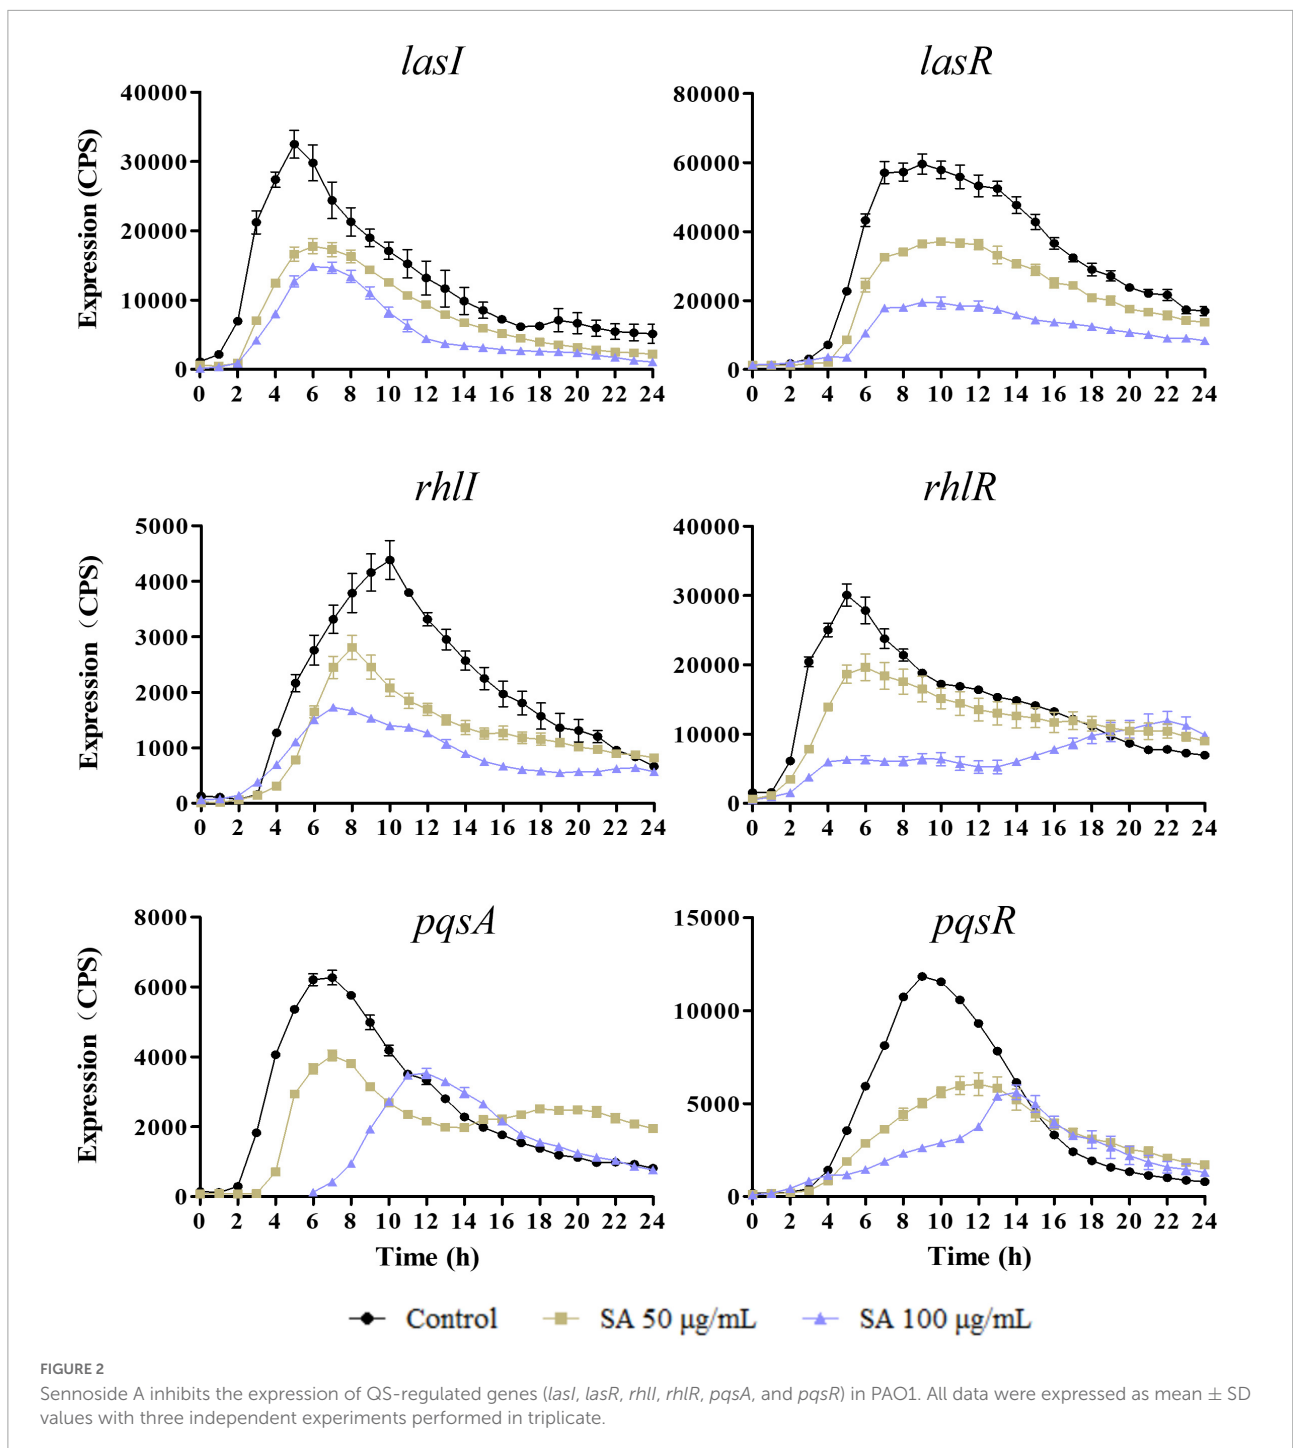 lasI
lasR
40000
30000
20000
10000
0
Expression (CPS)
0 2 4 6 8 10 12 14 16 18 20 22 24
80000
60000
40000
20000
0
0 2 4 6 8 10 12 14 16 18 20 22 24
rhlI
rhlR
5000
4000
3000
2000
1000
0
Expression (CPS)
0 2 4 6 8 10 12 14 16 18 20 22 24
40000
30000
20000
10000
0
0 2 4 6 8 10 12 14 16 18 20 22 24
pqsA
pqsR
8000
6000
4000
2000
0
Expression (CPS)
0 2 4 6 8 10 12 14 16 18 20 22 24
Time (h)
15000
10000
5000
0
0 2 4 6 8 10 12 14 16 18 20 22 24
Time (h)
Control SA 50 μg/mL SA 100 μg/mL
FIGURE 2
Sennoside A inhibits the expression of QS-regulated genes (lasI, lasR, rhlI, rhlR, pqsA, and pqsR) in PAO1. All data were expressed as mean ± SD
values with three independent experiments performed in triplicate.